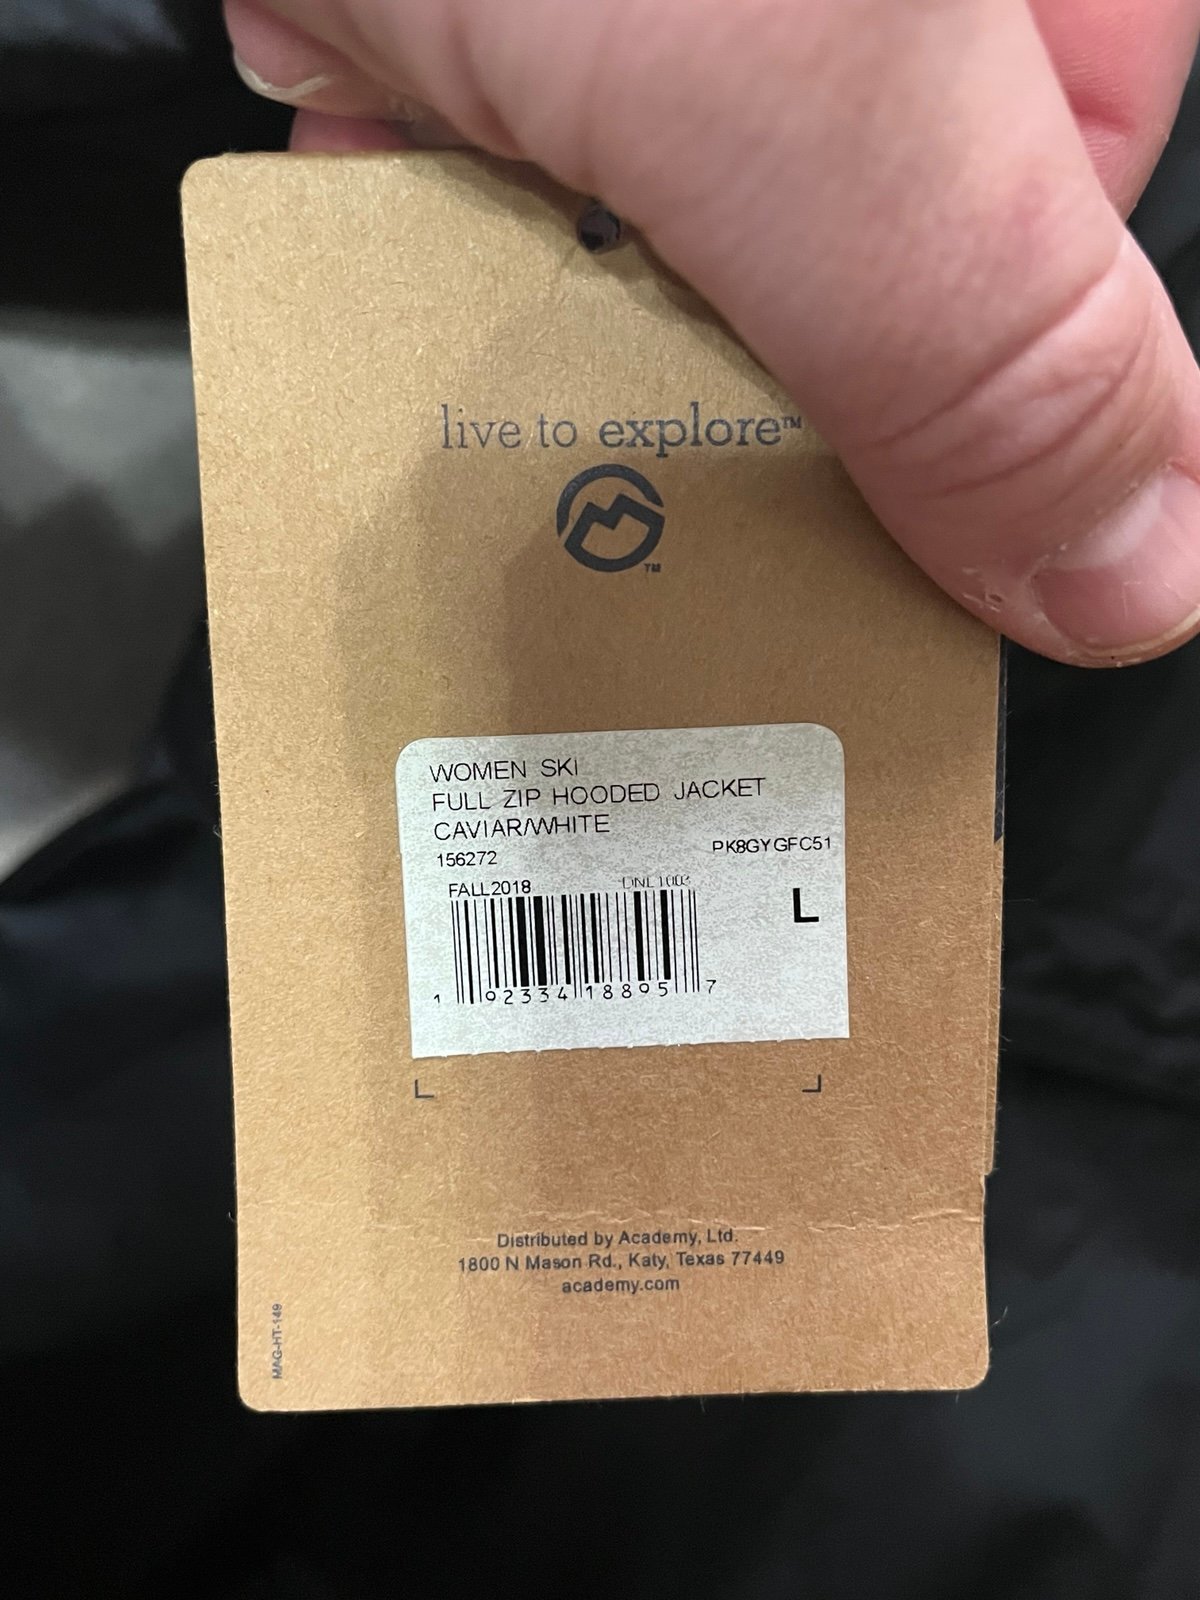 live to explore™
TM
WOMEN SKI
FULL ZIP HOODED JACKET
CAVIAR/WHITE
156272 PK8GYGFC51
FALL2018
L
1 92334 18895 7
Distributed by Academy, Ltd.
1800 N Mason Rd., Katy, Texas 77449
academy.com
MAG-HT-149